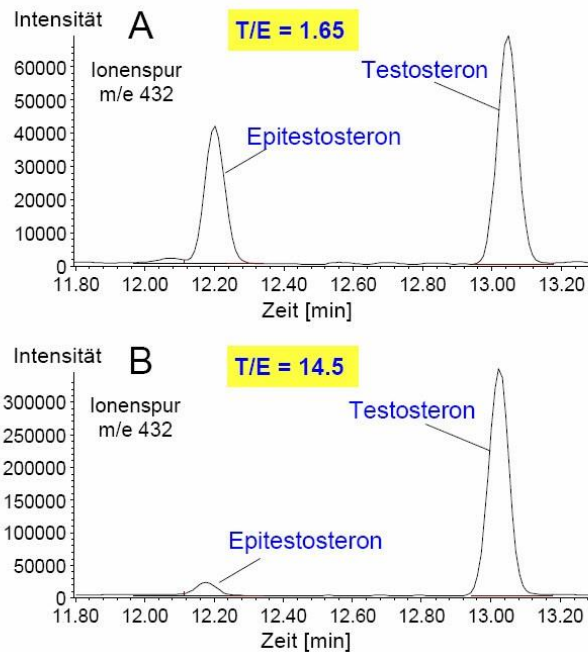 Intensität
A
T/E = 1.65
60000
50000
40000
30000
20000
10000
0
Ionenspur
m/e 432
Epitestosteron
Testosteron
11.80 12.00 12.20 12.40 12.60 12.80 13.00 13.20
Zeit [min]
Intensität
B
T/E = 14.5
300000
250000
200000
150000
100000
50000
0
Ionenspur
m/e 432
Epitestosteron
Testosteron
11.80 12.00 12.20 12.40 12.60 12.80 13.00 13.20
Zeit [min]